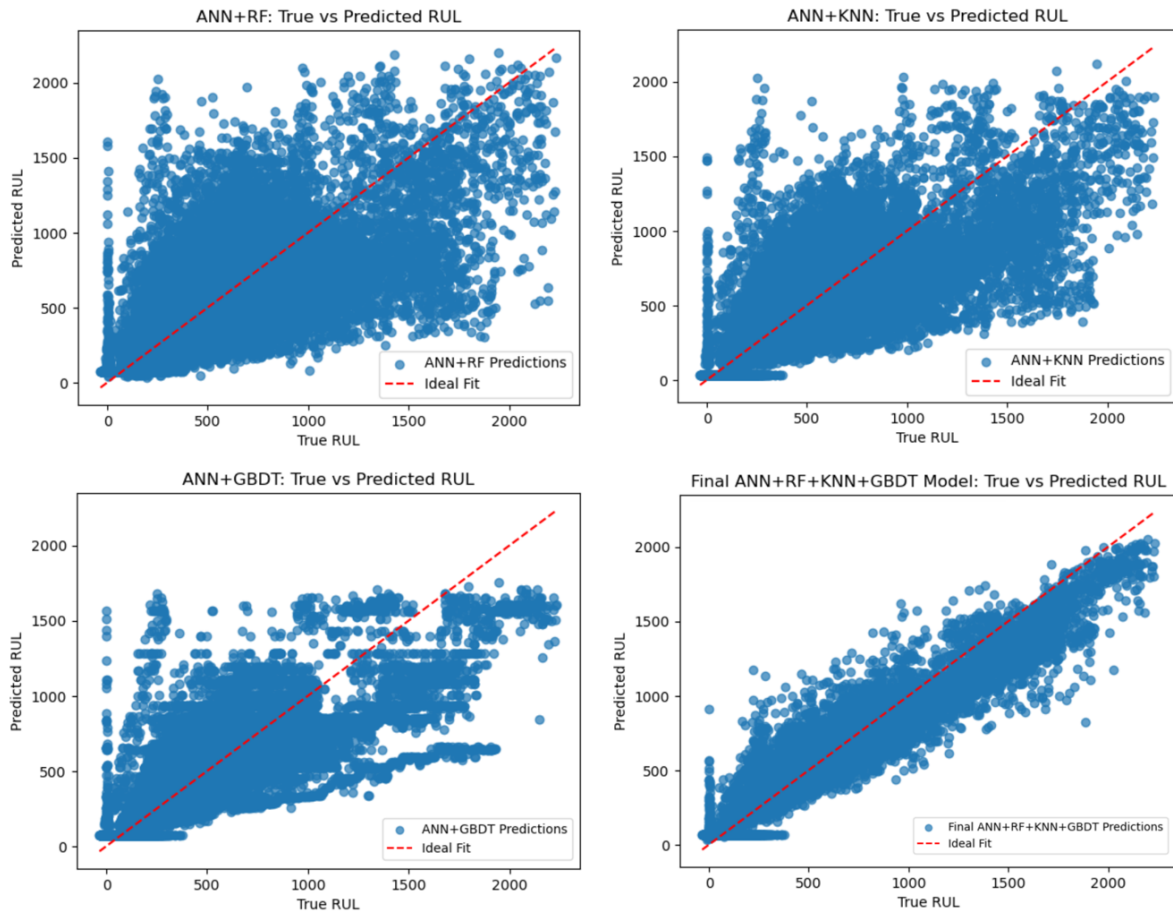 ANN+RF: True vs Predicted RUL
2000
1500
1000
500
0
Predicted RUL
0 500 1000 1500 2000
True RUL
ANN+RF Predictions
Ideal Fit
ANN+KNN: True vs Predicted RUL
2000
1500
1000
500
0
Predicted RUL
0 500 1000 1500 2000
True RUL
ANN+KNN Predictions
Ideal Fit
ANN+GBDT: True vs Predicted RUL
2000
1500
1000
500
0
Predicted RUL
0 500 1000 1500 2000
True RUL
ANN+GBDT Predictions
Ideal Fit
Final ANN+RF+KNN+GBDT Model: True vs Predicted RUL
2000
1500
1000
500
0
Predicted RUL
0 500 1000 1500 2000
True RUL
Final ANN+RF+KNN+GBDT Predictions
Ideal Fit